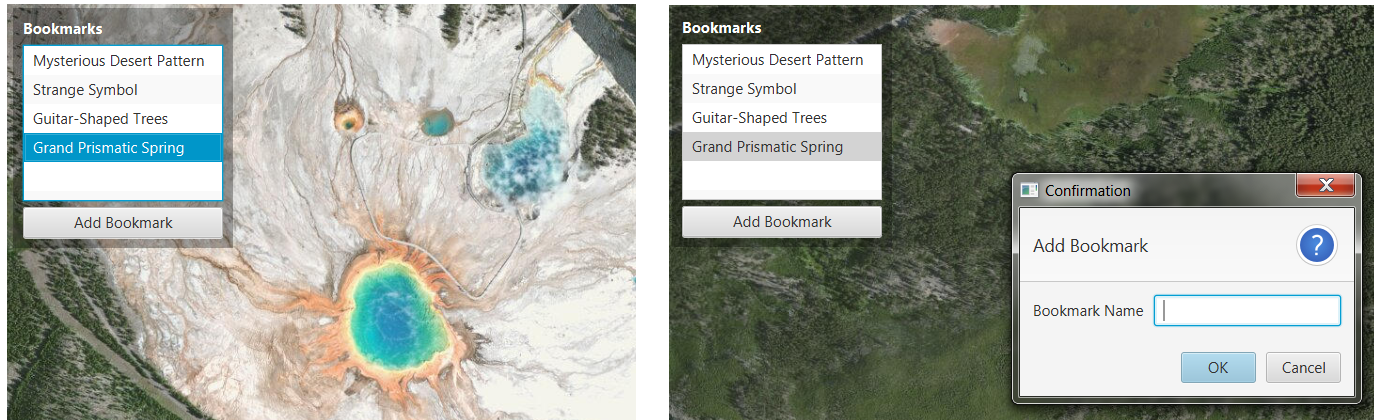 Bookmarks
Mysterious Desert Pattern
Strange Symbol
Guitar-Shaped Trees
Grand Prismatic Spring
Add Bookmark
Bookmarks
Mysterious Desert Pattern
Strange Symbol
Guitar-Shaped Trees
Grand Prismatic Spring
Add Bookmark
Confirmation
X
Add Bookmark
?
Bookmark Name
OK
Cancel